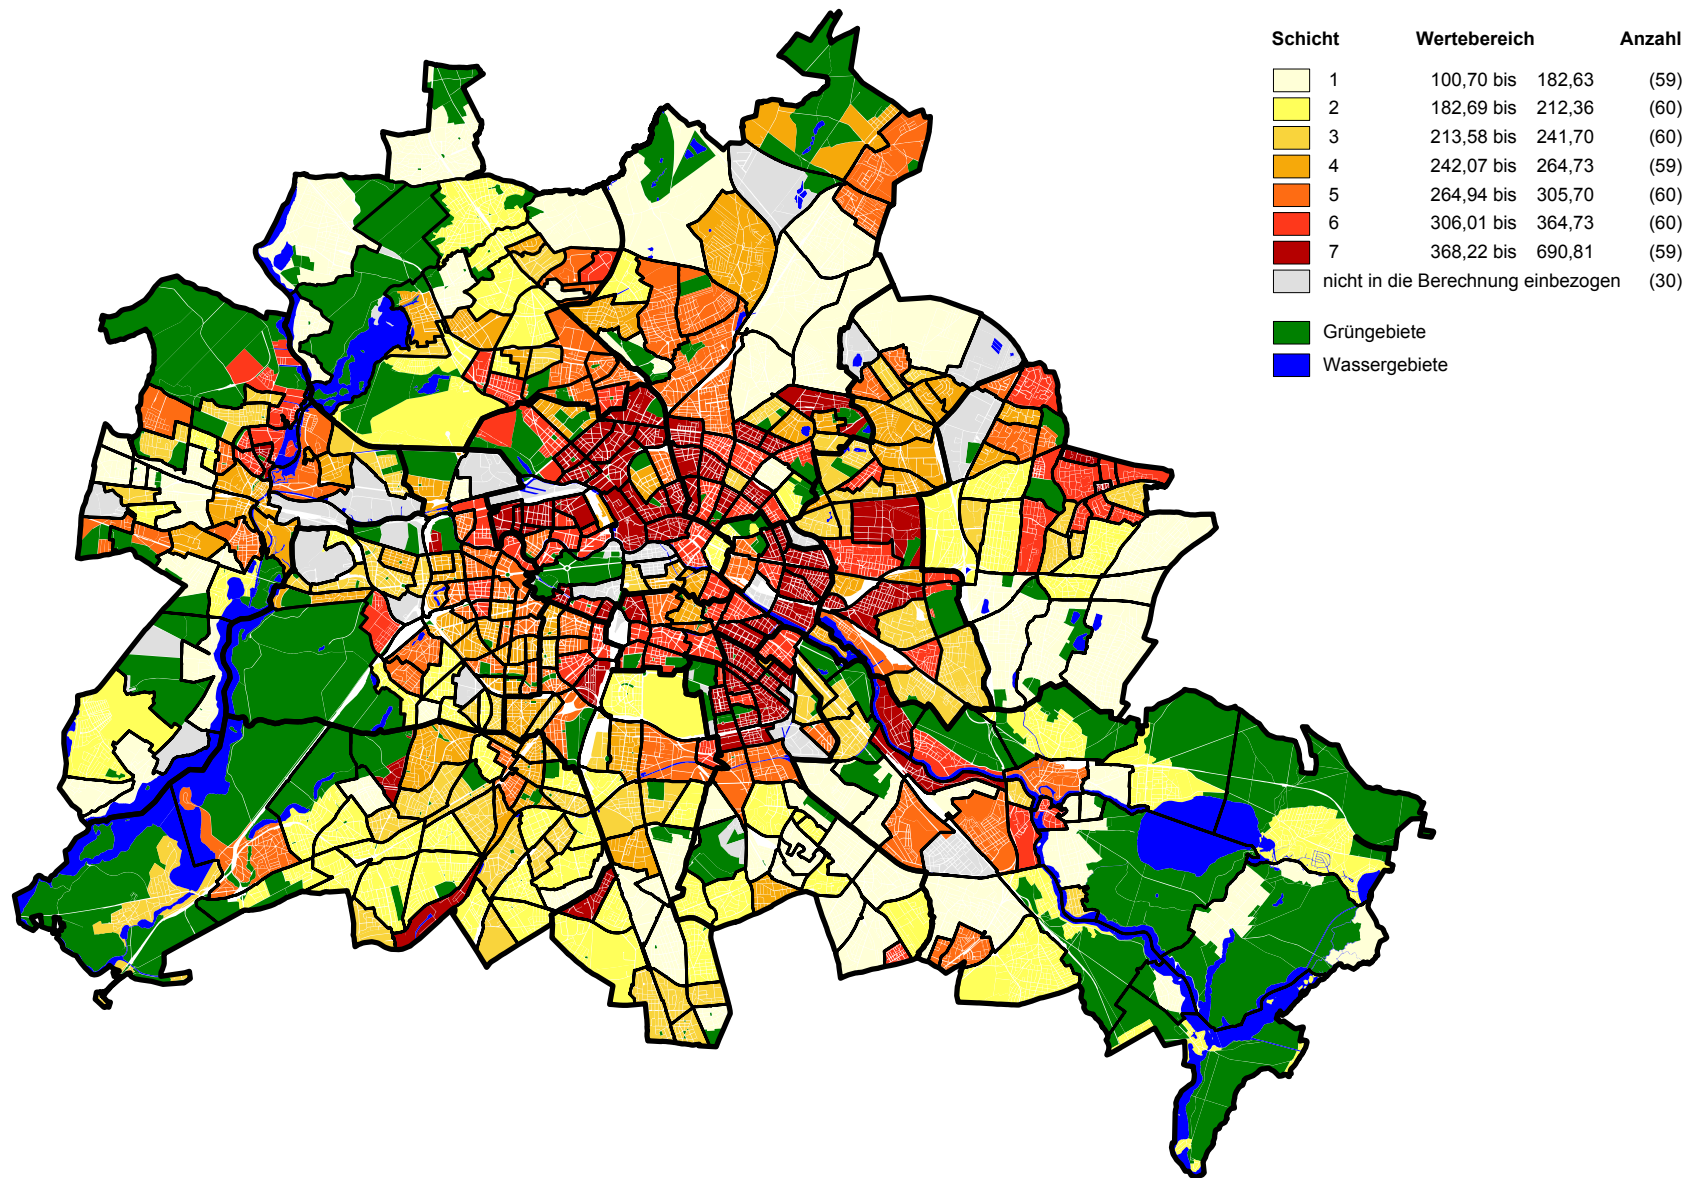 Schicht Wertebereich Anzahl
1 100,70 bis 182,63 (59)
2 182,69 bis 212,36 (60)
3 213,58 bis 241,70 (60)
4 242,07 bis 264,73 (59)
5 264,94 bis 305,70 (60)
6 306,01 bis 364,73 (60)
7 368,22 bis 690,81 (59)
nicht in die Berechnung einbezogen (30)
Grüngebiete
Wassergebiete